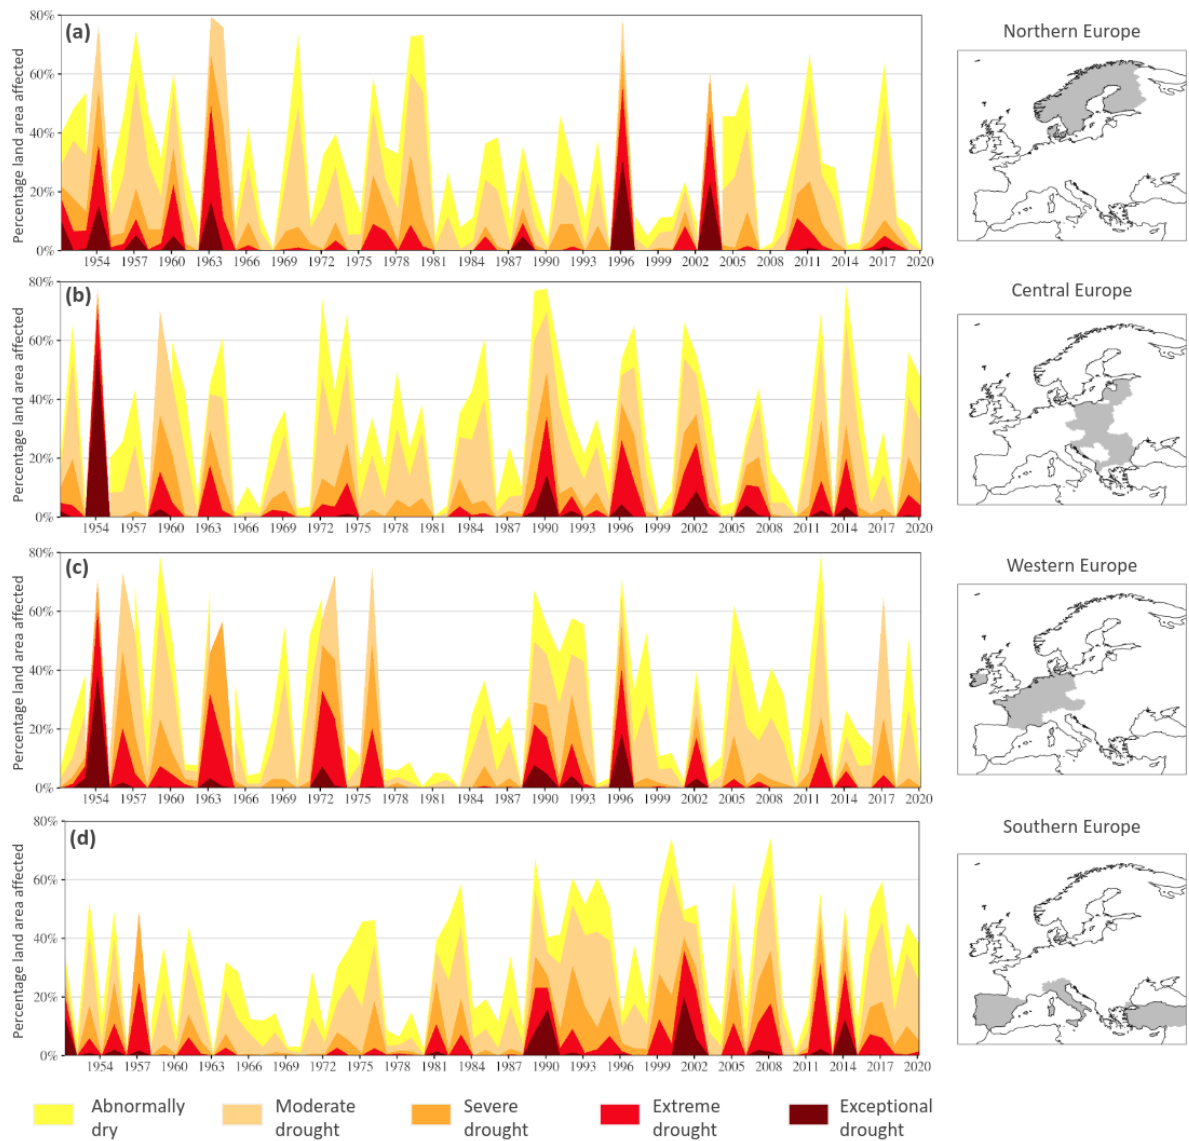 (a)
Percentage land area affected
80%
60%
40%
20%
0%
1954 1957 1960 1963 1966 1969 1972 1975 1978 1981 1984 1987 1990 1993 1996 1999 2002 2005 2008 2011 2014 2017 2020
Northern Europe
(b)
Percentage land area affected
80%
60%
40%
20%
0%
1954 1957 1960 1963 1966 1969 1972 1975 1978 1981 1984 1987 1990 1993 1996 1999 2002 2005 2008 2011 2014 2017 2020
Central Europe
(c)
Percentage land area affected
80%
60%
40%
20%
0%
1954 1957 1960 1963 1966 1969 1972 1975 1978 1981 1984 1987 1990 1993 1996 1999 2002 2005 2008 2011 2014 2017 2020
Western Europe
(d)
Percentage land area affected
80%
60%
40%
20%
0%
1954 1957 1960 1963 1966 1969 1972 1975 1978 1981 1984 1987 1990 1993 1996 1999 2002 2005 2008 2011 2014 2017 2020
Southern Europe
Abnormally
dry
Moderate
drought
Severe
drought
Extreme
drought
Exceptional
drought